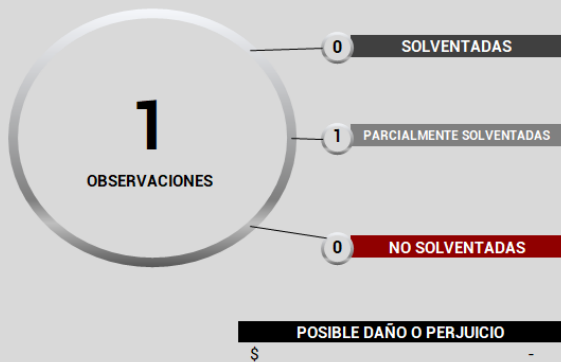 1
OBSERVACIONES
0 SOLVENTADAS
1 PARCIALMENTE SOLVENTADAS
0 NO SOLVENTADAS
POSIBLE DAÑO O PERJUICIO
$ -